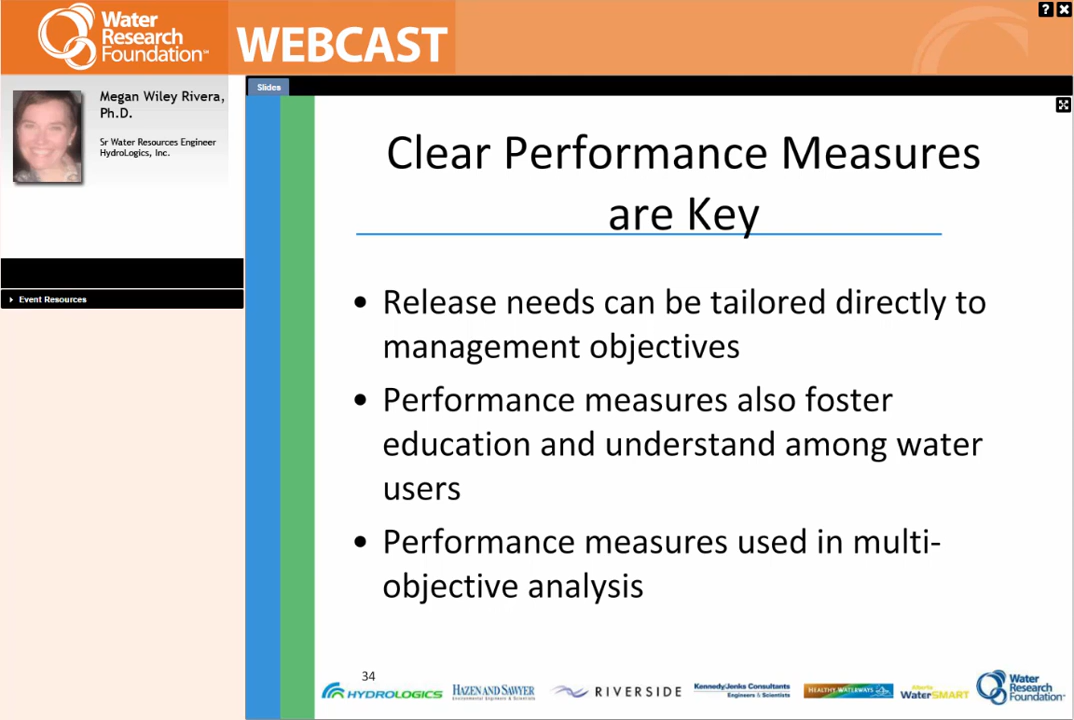 Water
Research
Foundation™
WEBCAST
?
Megan Wiley Rivera,
Ph.D.
Sr Water Resources Engineer
HydroLogics, Inc.
Event Resources
Slides
Clear Performance Measures
are Key
• Release needs can be tailored directly to
management objectives
• Performance measures also foster
education and understand among water
users
• Performance measures used in multi-
objective analysis
34
HYDROLOGICS
HAZEN AND SAWYER
Environmental Engineers & Scientists
RIVERSIDE
Kennedy/Jenks Consultants
Engineers & Scientists
HEALTHY WATERWAYS
Alberta
WaterSMART
Water
Research
Foundation™